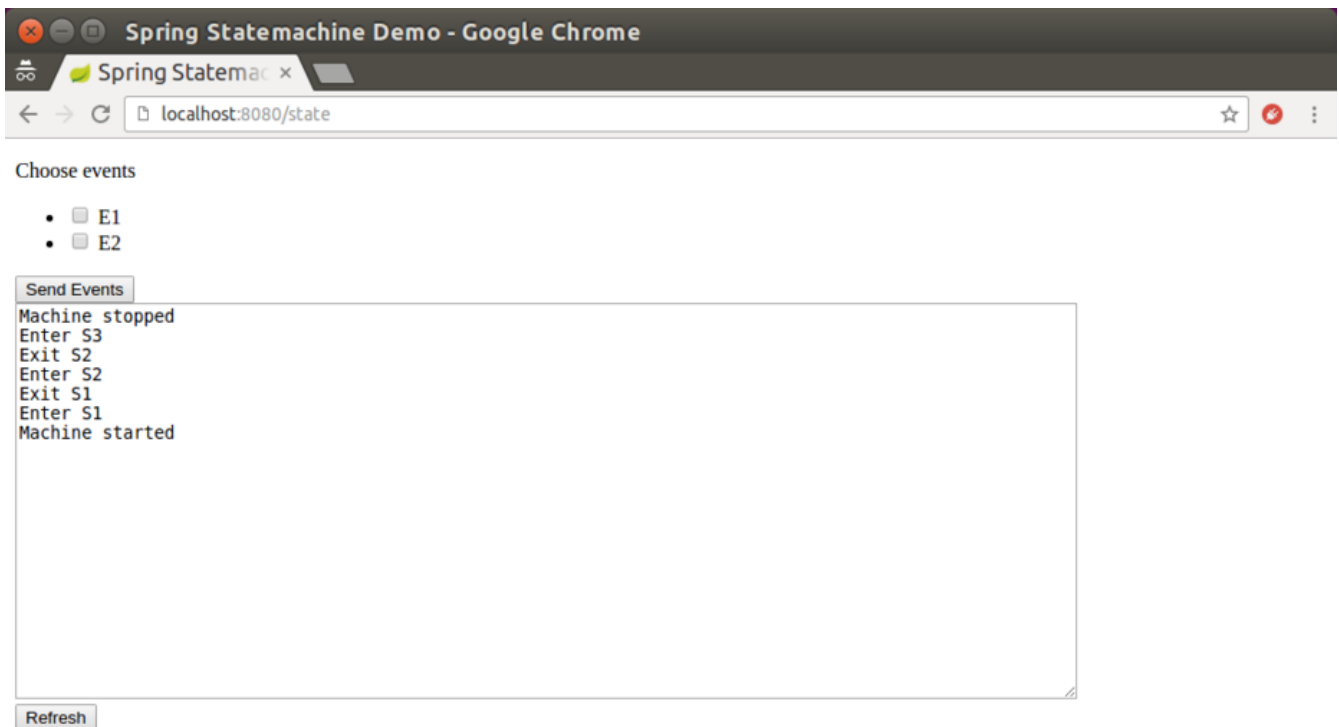 Spring Statemachine Demo - Google Chrome
Spring Statemac
localhost:8080/state
Choose events
E1
E2
Send Events
Machine stopped
Enter S3
Exit S2
Enter S2
Exit S1
Enter S1
Machine started
Refresh